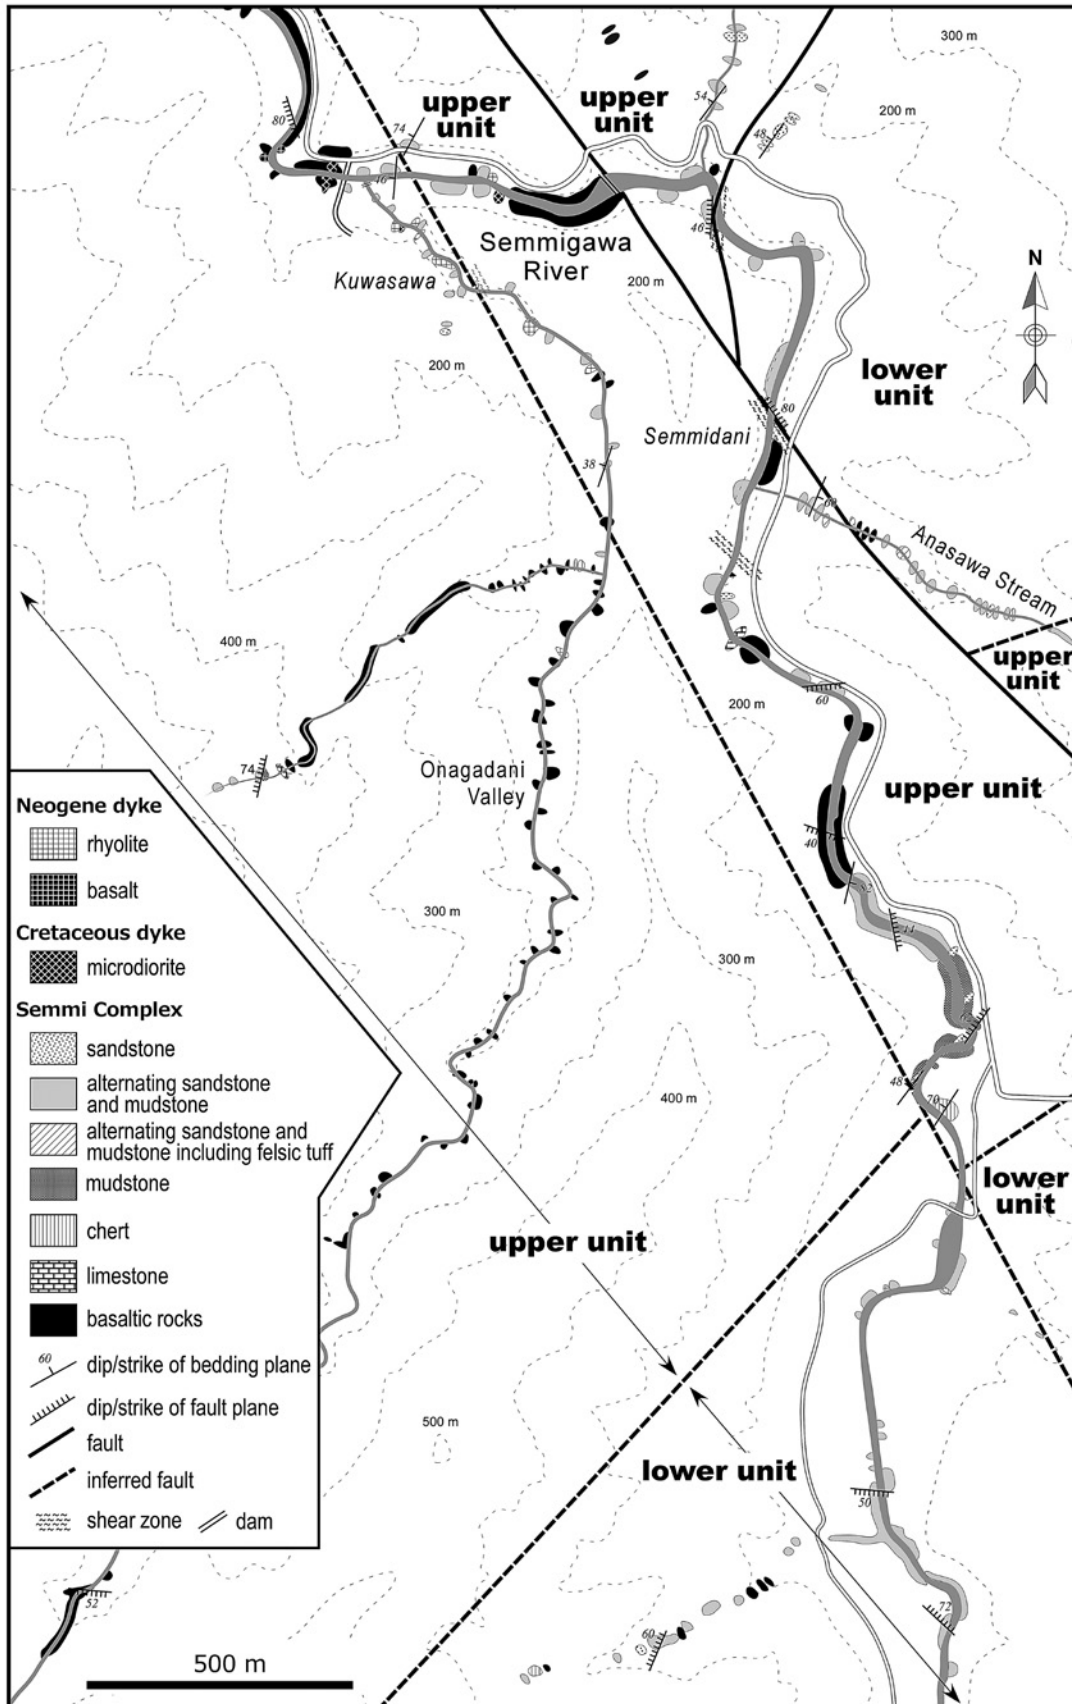 300 m
upper
unit
upper
unit
54
48
200 m
80
74
46
46
Semmigawa
River
N
Kuwasawa
200 m
200 m
lower
unit
80
Semmidani
38
60
Anasawa Stream
400 m
upper
unit
200 m
60
74
Onagadani
Valley
upper unit
40
52
300 m
300 m
48
70
400 m
lower
unit
upper unit
500 m
lower unit
50
72
60
52
Neogene dyke
rhyolite
basalt
Cretaceous dyke
microdiorite
Semmi Complex
sandstone
alternating sandstone
and mudstone
alternating sandstone and
mudstone including felsic tuff
mudstone
chert
limestone
basaltic rocks
60
dip/strike of bedding plane
dip/strike of fault plane
fault
inferred fault
shear zone
dam
500 m